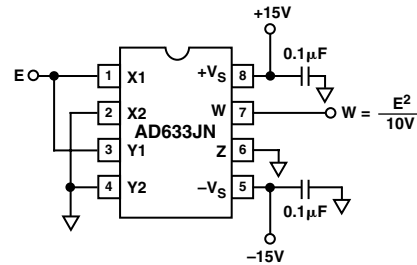 +15V
0.1μF
E
1 X1 +VS 8
2 X2 W 7
W = E²/10V
AD633JN
3 Y1 Z 6
4 Y2 –VS 5
0.1μF
–15V